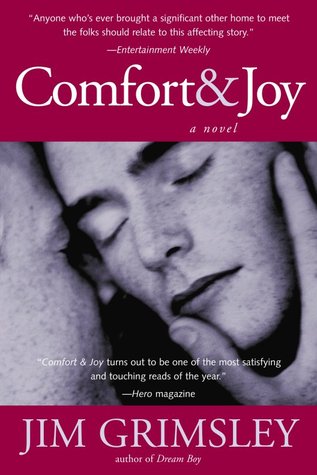 "Anyone who's ever brought a significant other home to meet
the folks should relate to this affecting story."
—Entertainment Weekly
Comfort&Joy
a novel
"Comfort & Joy turns out to be one of the most satisfying
and touching reads of the year."
—Hero magazine
JIM GRIMSLEY
author of Dream Boy